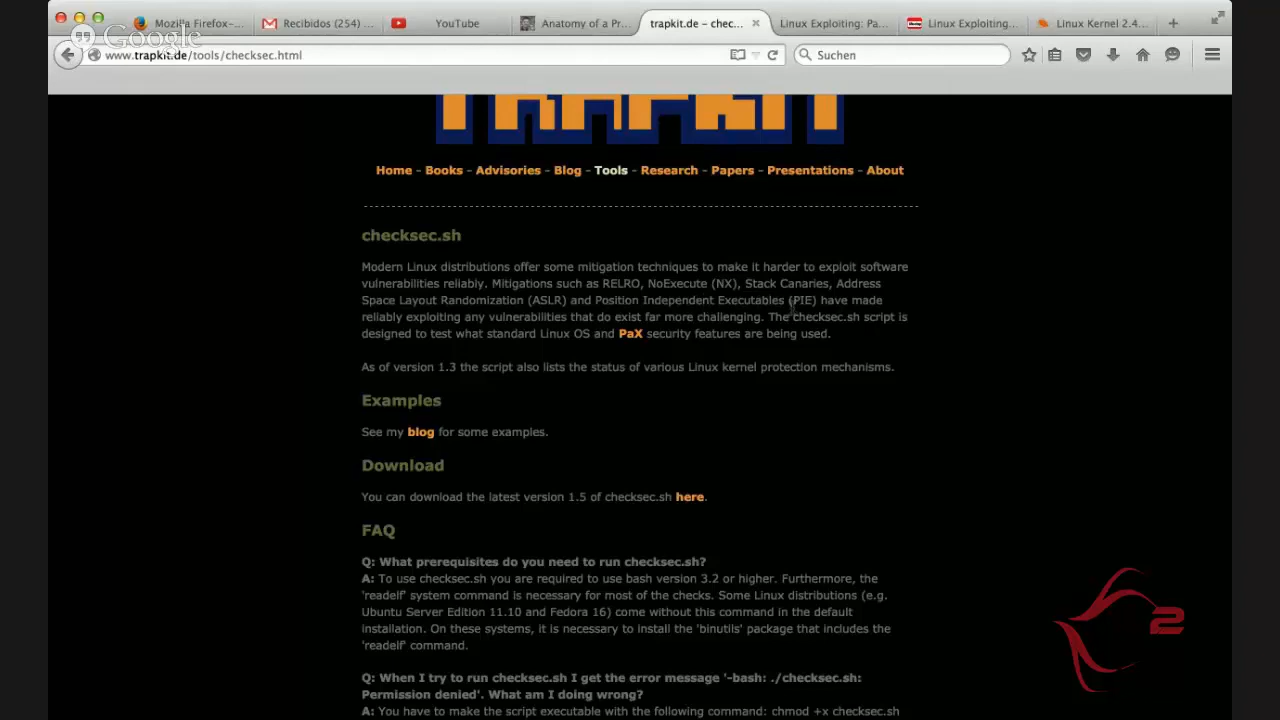 Mozilla Firefox-...
Recibidos (254) ...
YouTube
Anatomy of a Pr...
trapkit.de – chec...
Linux Exploiting: Pa...
Linux Exploiting...
Linux Kernel 2.4...
Google
www.trapkit.de/tools/checksec.html
Suchen
TRAPKIT
Home - Books - Advisories - Blog - Tools - Research - Papers - Presentations - About
checksec.sh
Modern Linux distributions offer some mitigation techniques to make it harder to exploit software
vulnerabilities reliably. Mitigations such as RELRO, NoExecute (NX), Stack Canaries, Address
Space Layout Randomization (ASLR) and Position Independent Executables (PIE) have made
reliably exploiting any vulnerabilities that do exist far more challenging. The checksec.sh script is
designed to test what standard Linux OS and PaX security features are being used.
As of version 1.3 the script also lists the status of various Linux kernel protection mechanisms.
Examples
See my blog for some examples.
Download
You can download the latest version 1.5 of checksec.sh here.
FAQ
Q: What prerequisites do you need to run checksec.sh?
A: To use checksec.sh you are required to use bash version 3.2 or higher. Furthermore, the
'readelf' system command is necessary for most of the checks. Some Linux distributions (e.g.
Ubuntu Server Edition 11.10 and Fedora 16) come without this command in the default
installation. On these systems, it is necessary to install the 'binutils' package that includes the
'readelf' command.
Q: When I try to run checksec.sh I get the error message '-bash: ./checksec.sh:
Permission denied'. What am I doing wrong?
A: You have to make the script executable with the following command: chmod +x checksec.sh
2